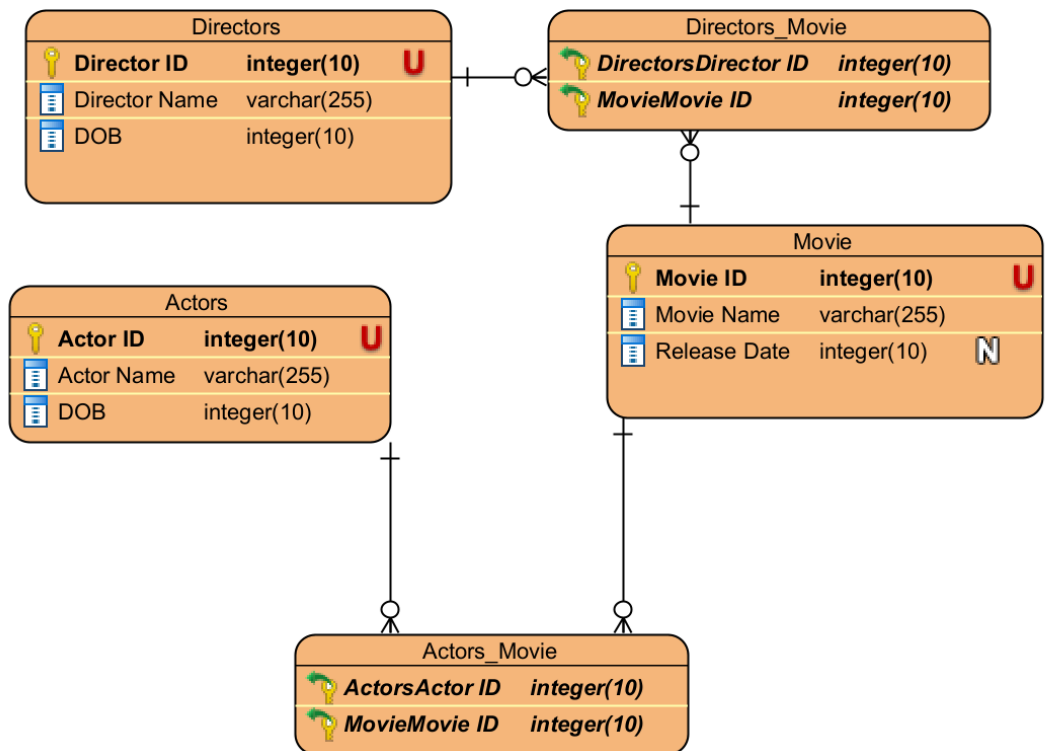 Directors
Director ID integer(10) U
Director Name varchar(255)
DOB integer(10)
Directors_Movie
DirectorsDirector ID integer(10)
MovieMovie ID integer(10)
Movie
Movie ID integer(10) U
Movie Name varchar(255)
Release Date integer(10) N
Actors
Actor ID integer(10) U
Actor Name varchar(255)
DOB integer(10)
Actors_Movie
ActorsActor ID integer(10)
MovieMovie ID integer(10)